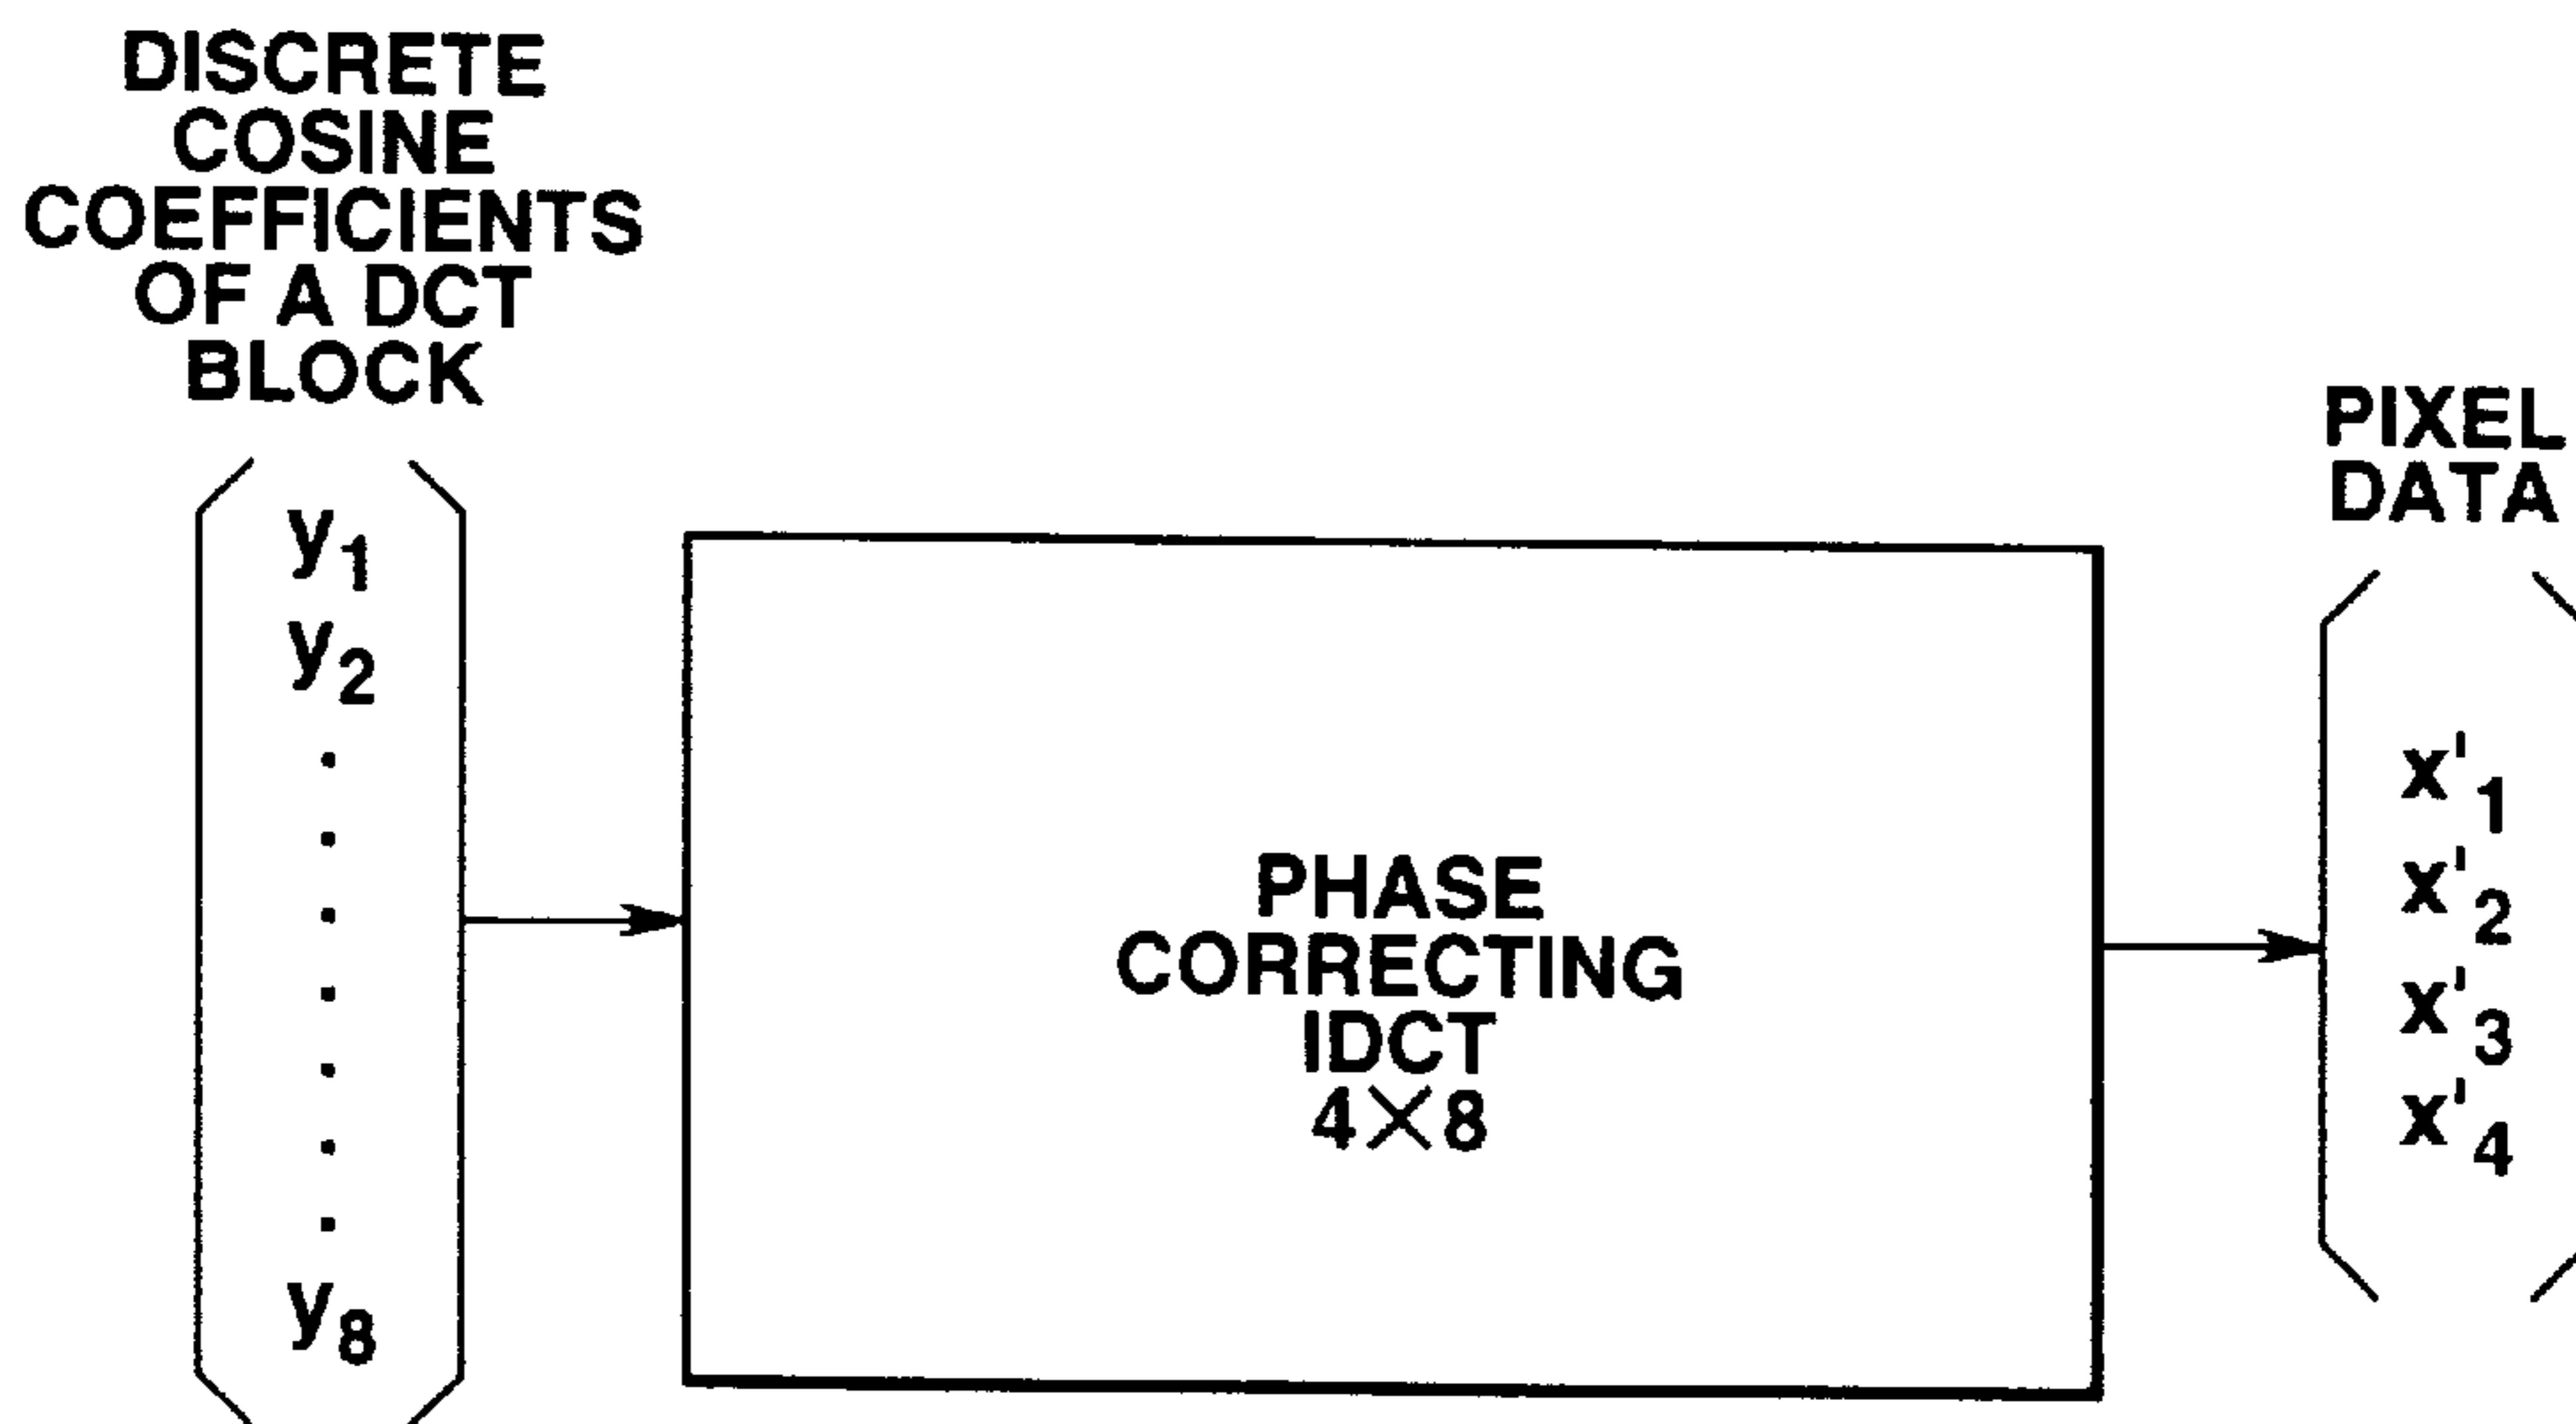 DISCRETE
COSINE
COEFFICIENTS
OF A DCT
BLOCK
y1
y2
.
.
.
.
.
.
.
y8
PHASE
CORRECTING
IDCT
4×8
PIXEL
DATA
x'1
x'2
x'3
x'4